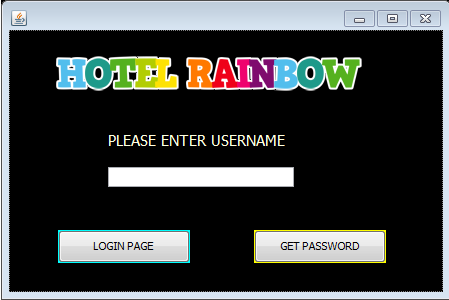 HOTEL RAINBOW
PLEASE ENTER USERNAME
LOGIN PAGE
GET PASSWORD